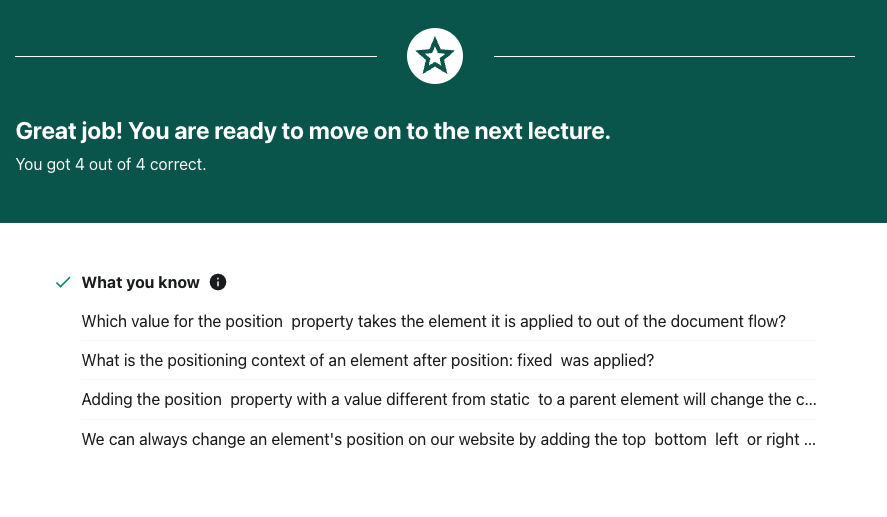 Great job! You are ready to move on to the next lecture.
You got 4 out of 4 correct.
What you know
Which value for the position property takes the element it is applied to out of the document flow?
What is the positioning context of an element after position: fixed was applied?
Adding the position property with a value different from static to a parent element will change the c...
We can always change an element's position on our website by adding the top bottom left or right ...